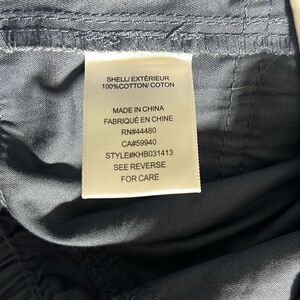 SHELL/ EXTÉRIEUR
100%COTTON/ COTON
MADE IN CHINA
FABRIQUÉ EN CHINE
RN#44480
CA#59940
STYLE#KHB031413
SEE REVERSE
FOR CARE